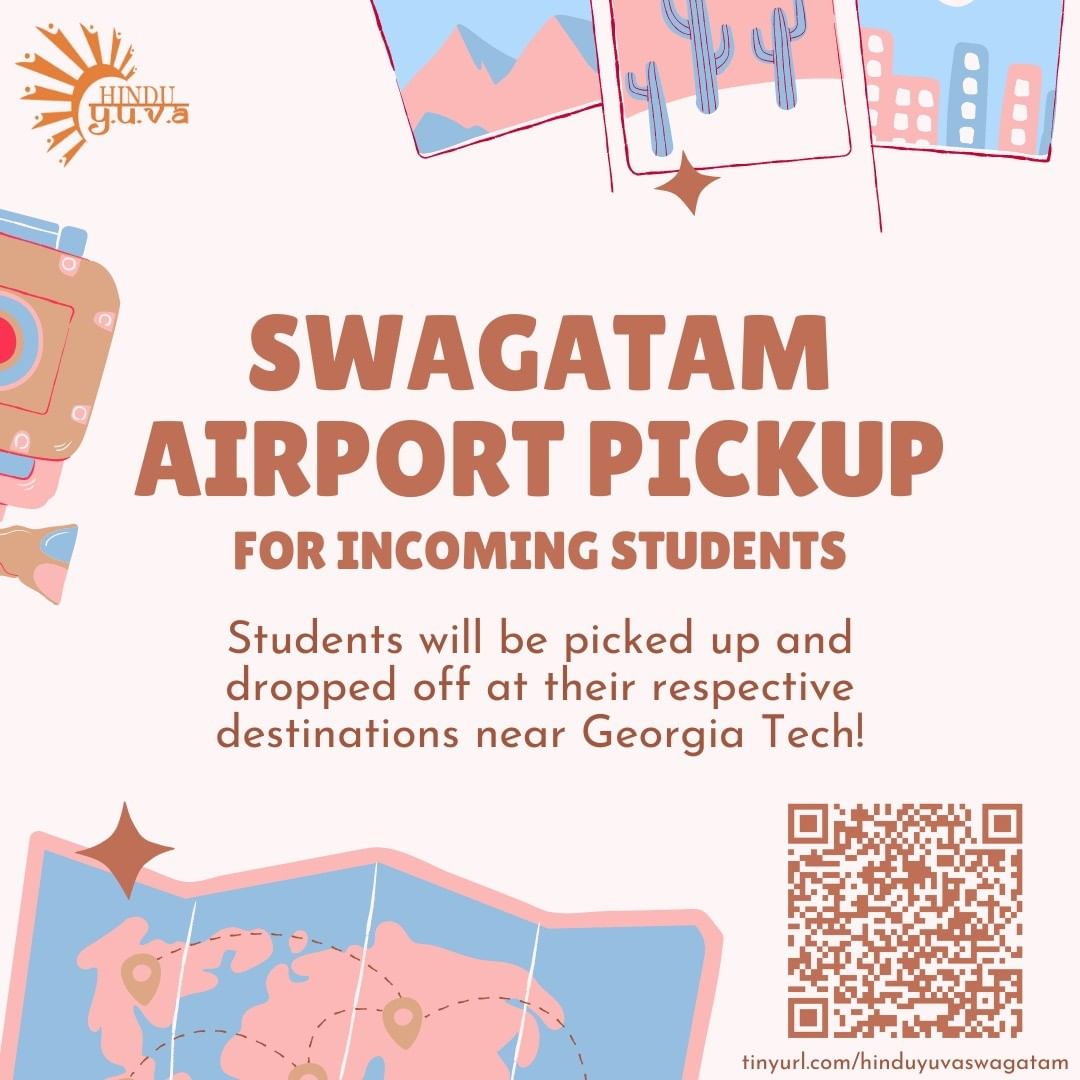 HINDU
y.u.v.a
SWAGATAM
AIRPORT PICKUP
FOR INCOMING STUDENTS
Students will be picked up and
dropped off at their respective
destinations near Georgia Tech!
tinyurl.com/hinduyuvaswagatam